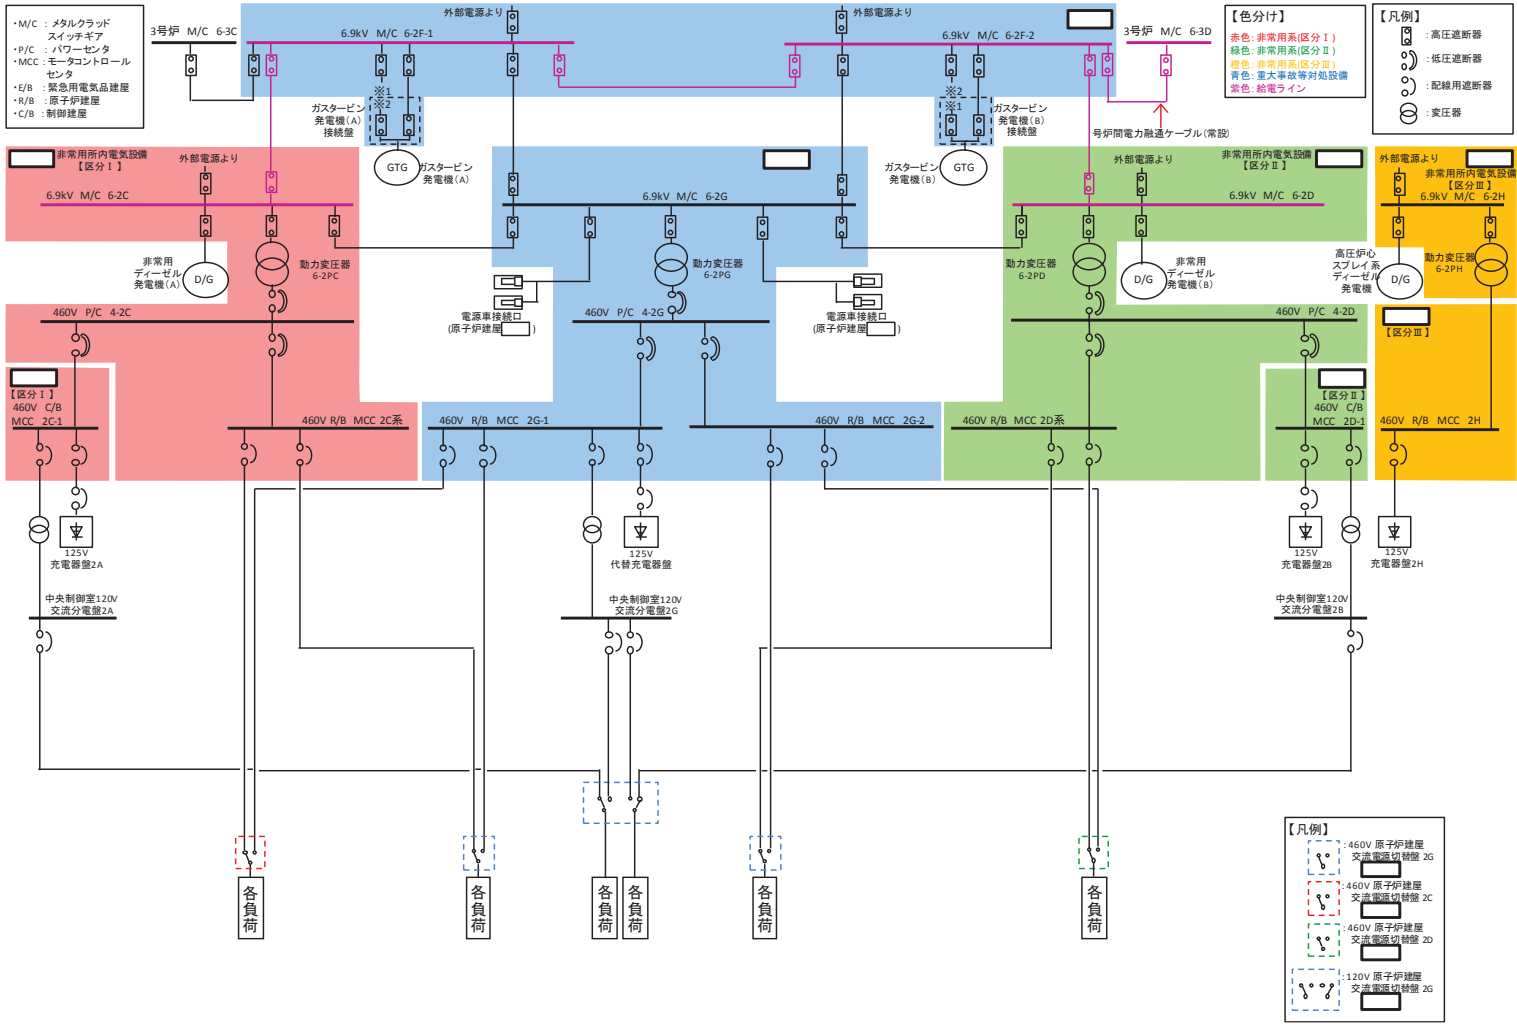 ・M/C ：メタルクラッド
スイッチギア
・P/C ：パワーセンタ
・MCC：モータコントロール
センタ
・E/B ：緊急用電気品建屋
・R/B ：原子炉建屋
・C/B ：制御建屋
3号炉 M/C 6-3C
外部電源より
6.9kV M/C 6-2F-1
外部電源より
6.9kV M/C 6-2F-2
3号炉 M/C 6-3D
【色分け】
赤色：非常用系(区分Ⅰ)
緑色：非常用系(区分Ⅱ)
橙色：非常用系(区分Ⅲ)
青色：重大事故等対処設備
紫色：給電ライン
【凡例】
：高圧遮断器
：低圧遮断器
：配線用遮断器
：変圧器
※1
※2
ガスタービン
発電機(A)
接続盤
GTG
ガスタービン
発電機(A)
※2
※1
ガスタービン
発電機(B)
接続盤
ガスタービン
発電機(B)
GTG
号炉間電力融通ケーブル(常設)
非常用所内電気設備
【区分Ⅰ】
外部電源より
6.9kV M/C 6-2C
非常用
ディーゼル
発電機(A)
D/G
動力変圧器
6-2PC
460V P/C 4-2C
【区分Ⅰ】
460V C/B
MCC 2C-1
460V R/B MCC 2C系
6.9kV M/C 6-2G
動力変圧器
6-2PG
電源車接続口
(原子炉建屋 )
電源車接続口
(原子炉建屋 )
460V P/C 4-2G
460V R/B MCC 2G-1
460V R/B MCC 2G-2
外部電源より
非常用所内電気設備
【区分Ⅱ】
6.9kV M/C 6-2D
動力変圧器
6-2PD
D/G
非常用
ディーゼル
発電機(B)
460V P/C 4-2D
460V R/B MCC 2D系
【区分Ⅱ】
460V C/B
MCC 2D-1
外部電源より
非常用所内電気設備
【区分Ⅲ】
6.9kV M/C 6-2H
高圧炉心
スプレイ系
ディーゼル
発電機
D/G
動力変圧器
6-2PH
【区分Ⅲ】
460V R/B MCC 2H
125V
充電器盤2A
125V
代替充電器盤
125V
充電器盤2B
125V
充電器盤2H
中央制御室120V
交流分電盤2A
中央制御室120V
交流分電盤2G
中央制御室120V
交流分電盤2B
各負荷
各負荷
各負荷
各負荷
各負荷
各負荷
【凡例】
：460V 原子炉建屋
交流電源切替盤 2G
：460V 原子炉建屋
交流電源切替盤 2C
：460V 原子炉建屋
交流電源切替盤 2D
：120V 原子炉建屋
交流電源切替盤 2G